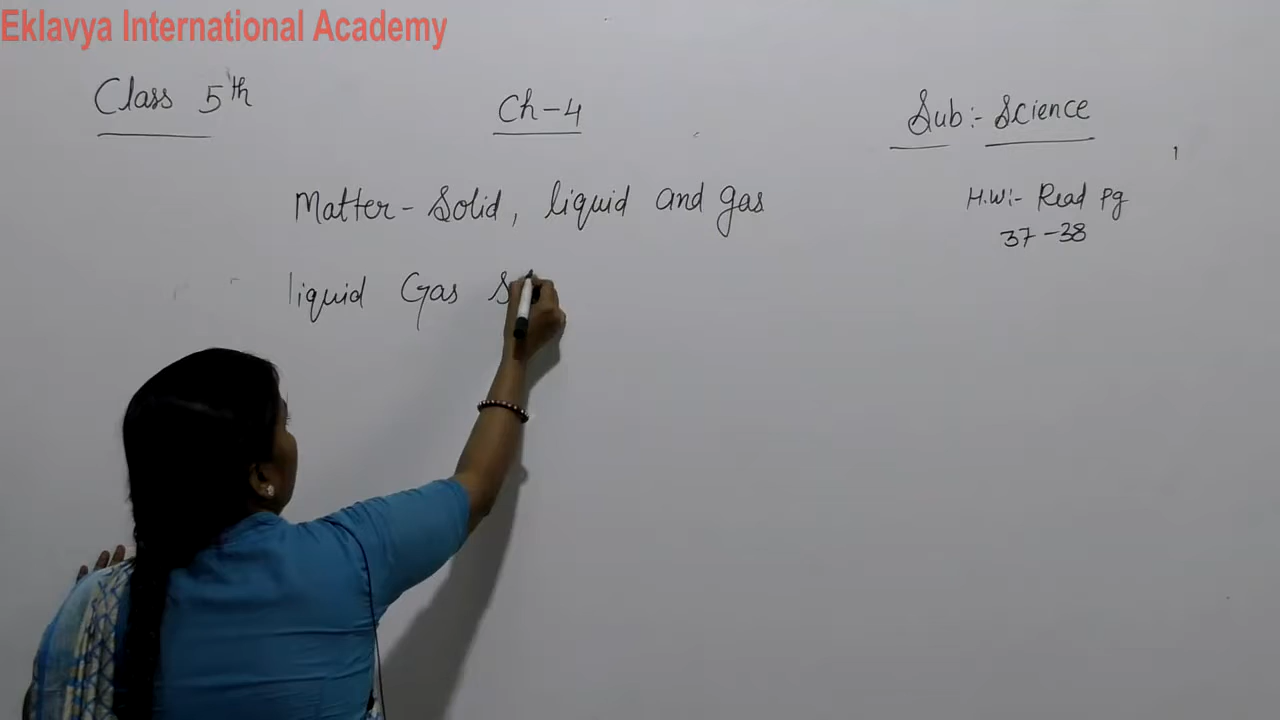 Eklavya International Academy
Class 5th
Ch-4
Sub:- Science
Matter - Solid, liquid and gas
H.W:- Read Pg
37-38
liquid Gas S